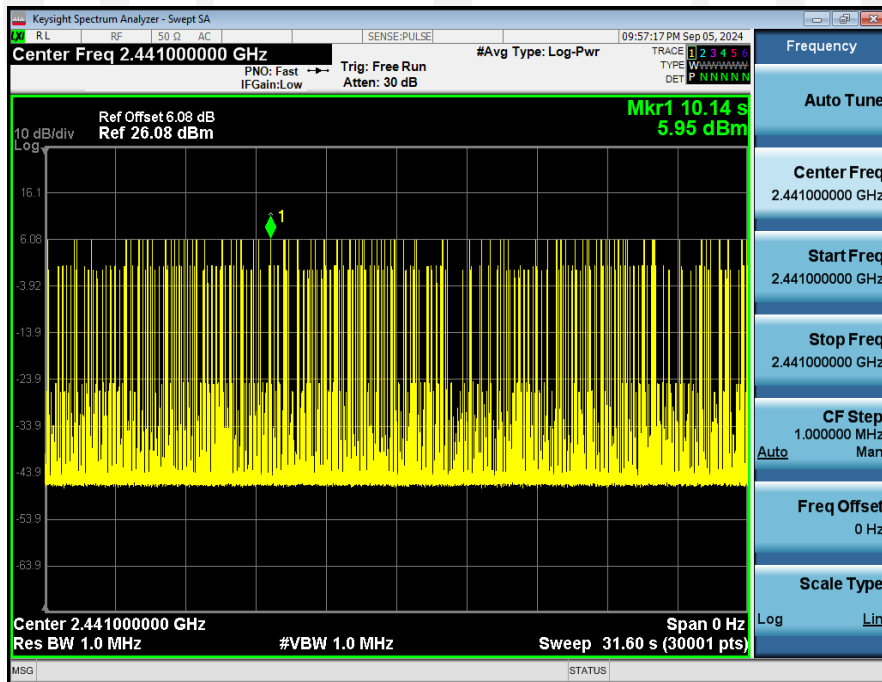 Keysight Spectrum Analyzer - Swept SA
LXI RL RF 50 Ω AC SENSE:PULSE 09:57:17 PM Sep 05, 2024
Center Freq 2.441000000 GHz
PNO: Fast
IFGain:Low
Trig: Free Run
Atten: 30 dB
#Avg Type: Log-Pwr
TRACE 1 2 3 4 5 6
TYPE WWWWWW
DET P N N N N N
Mkr1 10.14 s
5.95 dBm
Ref Offset 6.08 dB
10 dB/div Ref 26.08 dBm
Log
16.1
1
6.08
-3.92
-13.9
-23.9
-33.9
-43.9
-53.9
-63.9
Center 2.441000000 GHz Span 0 Hz
Res BW 1.0 MHz #VBW 1.0 MHz Sweep 31.60 s (30001 pts)
MSG STATUS
Frequency
Auto Tune
Center Freq
2.441000000 GHz
Start Freq
2.441000000 GHz
Stop Freq
2.441000000 GHz
CF Step
1.000000 MHz
Auto Man
Freq Offset
0 Hz
Scale Type
Log Lin